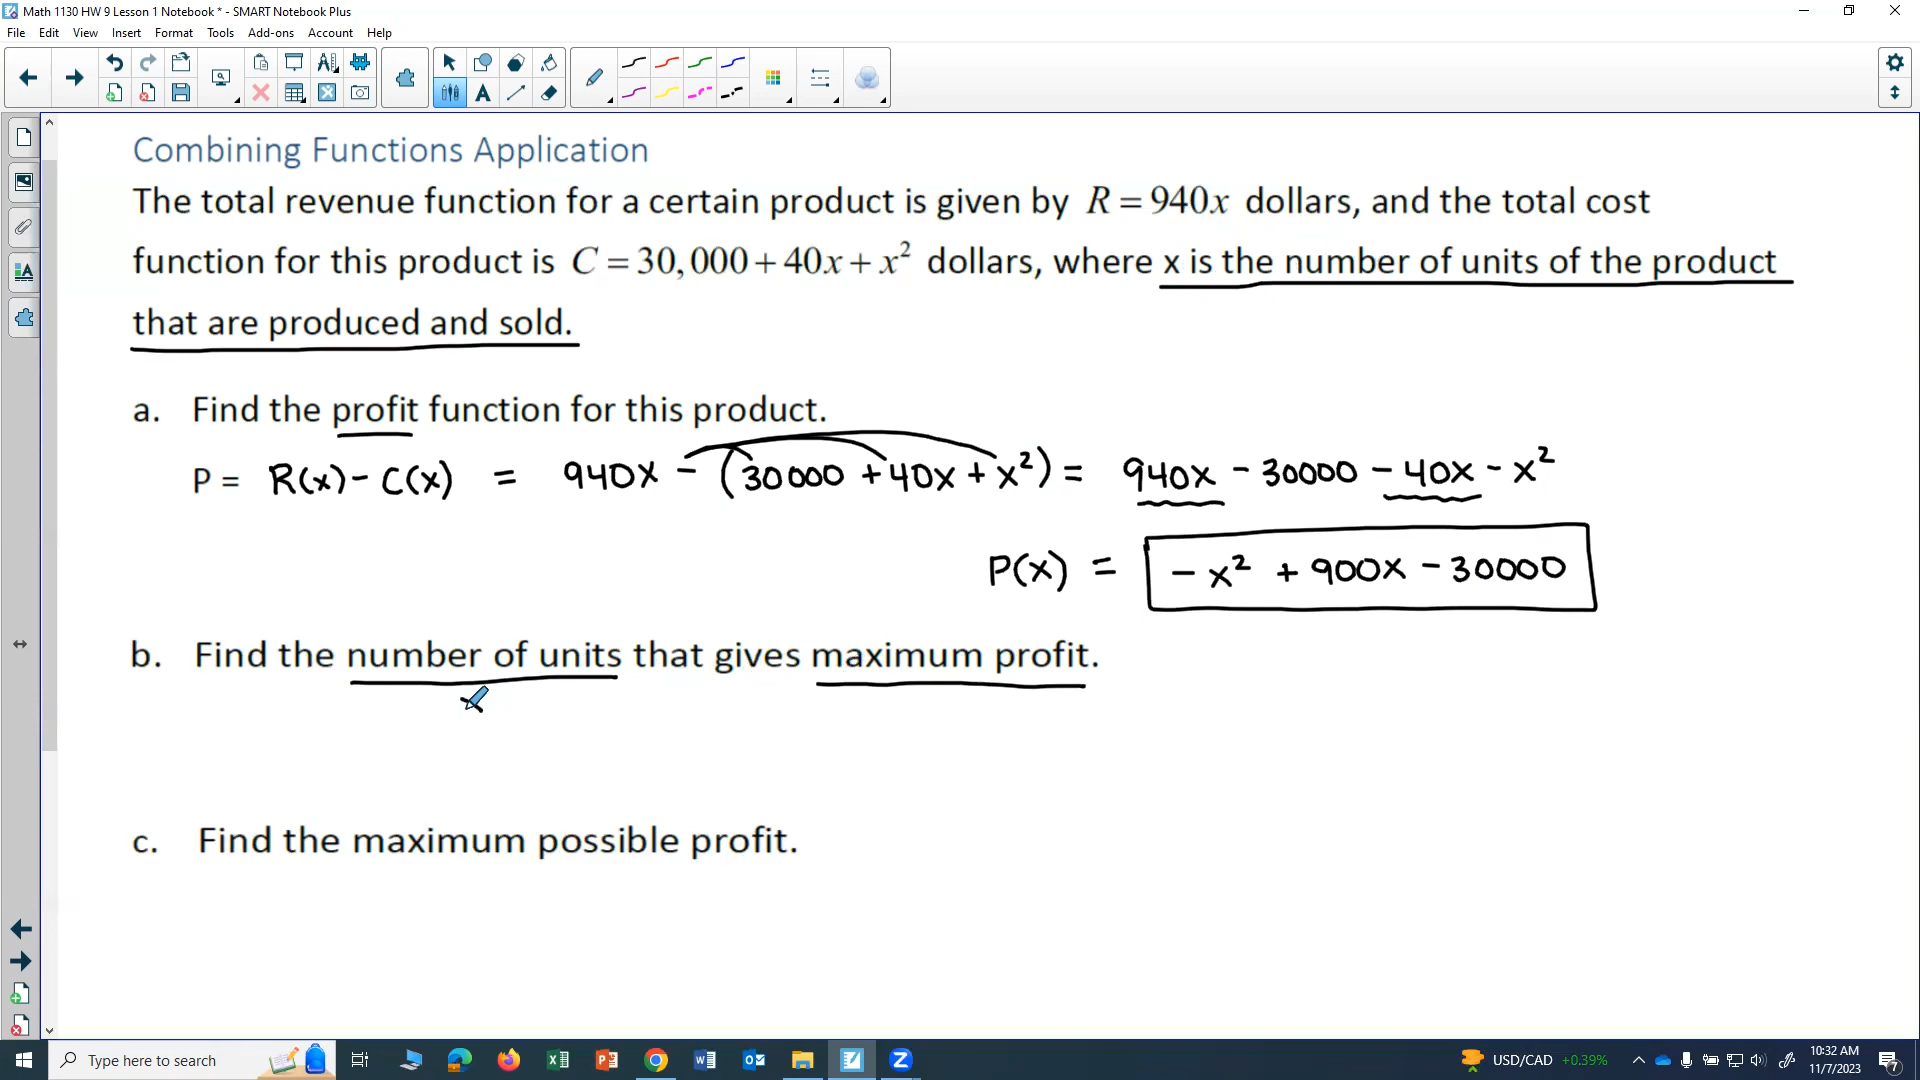 Math 1130 HW 9 Lesson 1 Notebook * - SMART Notebook Plus
File Edit View Insert Format Tools Add-ons Account Help
Combining Functions Application
The total revenue function for a certain product is given by R = 940x dollars, and the total cost
function for this product is C = 30,000 + 40x + x² dollars, where x is the number of units of the product
that are produced and sold.
a. Find the profit function for this product.
P = R(x) - C(x) = 940x - (30000 + 40x + x²) = 940x - 30000 - 40x - x²
P(x) = - x² + 900x - 30000
b. Find the number of units that gives maximum profit.
c. Find the maximum possible profit.
Type here to search
USD/CAD +0.39%
10:32 AM
11/7/2023
7